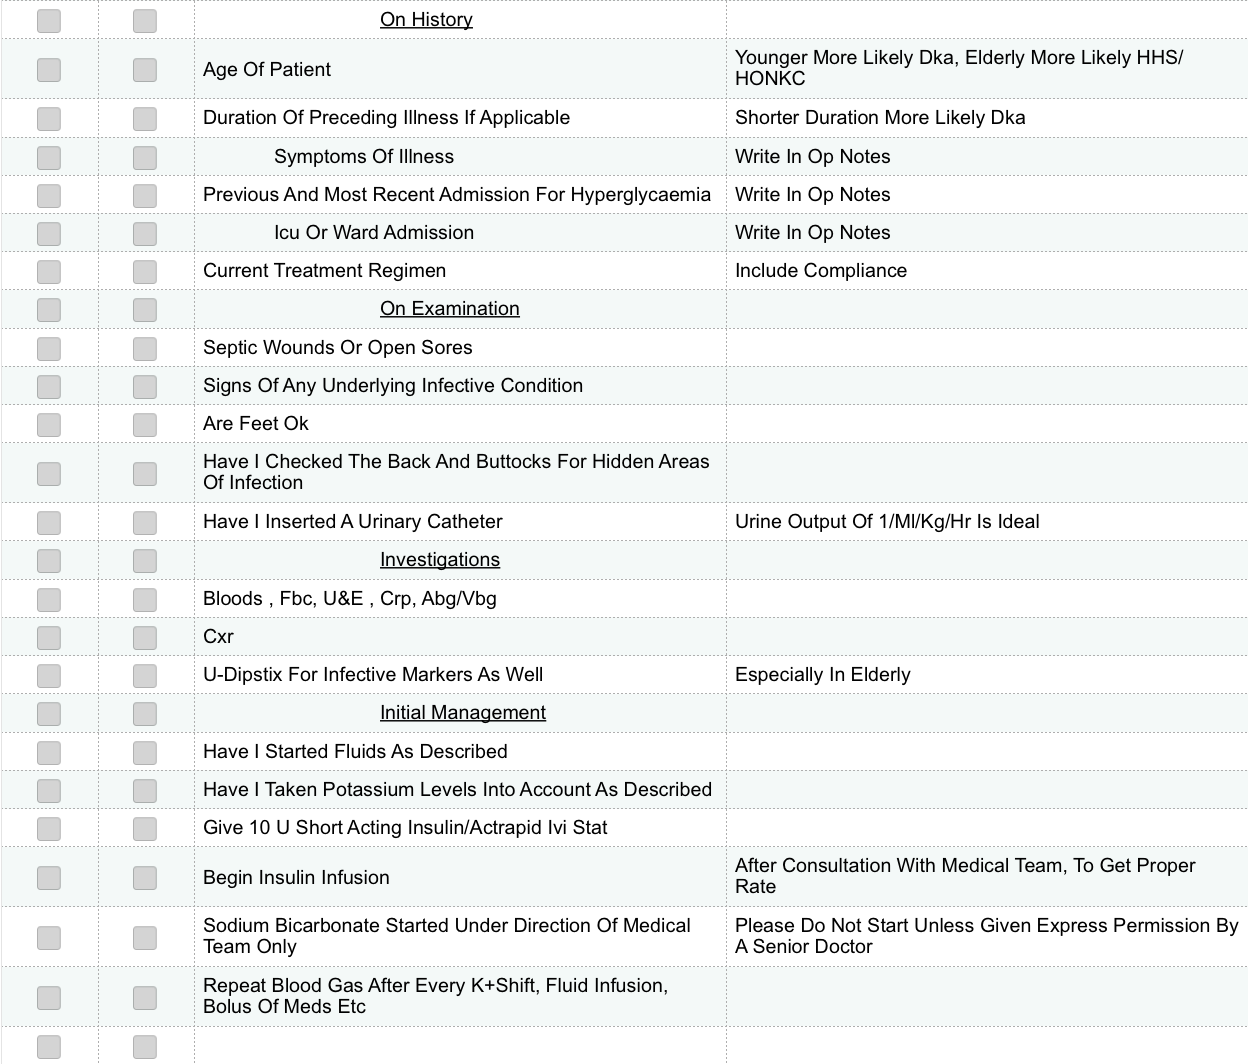 On History
Age Of Patient
Younger More Likely Dka, Elderly More Likely HHS/
HONKC
Duration Of Preceding Illness If Applicable
Shorter Duration More Likely Dka
Symptoms Of Illness
Write In Op Notes
Previous And Most Recent Admission For Hyperglycaemia
Write In Op Notes
Icu Or Ward Admission
Write In Op Notes
Current Treatment Regimen
Include Compliance
On Examination
Septic Wounds Or Open Sores
Signs Of Any Underlying Infective Condition
Are Feet Ok
Have I Checked The Back And Buttocks For Hidden Areas
Of Infection
Have I Inserted A Urinary Catheter
Urine Output Of 1/Ml/Kg/Hr Is Ideal
Investigations
Bloods , Fbc, U&E , Crp, Abg/Vbg
Cxr
U-Dipstix For Infective Markers As Well
Especially In Elderly
Initial Management
Have I Started Fluids As Described
Have I Taken Potassium Levels Into Account As Described
Give 10 U Short Acting Insulin/Actrapid Ivi Stat
Begin Insulin Infusion
After Consultation With Medical Team, To Get Proper
Rate
Sodium Bicarbonate Started Under Direction Of Medical
Team Only
Please Do Not Start Unless Given Express Permission By
A Senior Doctor
Repeat Blood Gas After Every K+Shift, Fluid Infusion,
Bolus Of Meds Etc